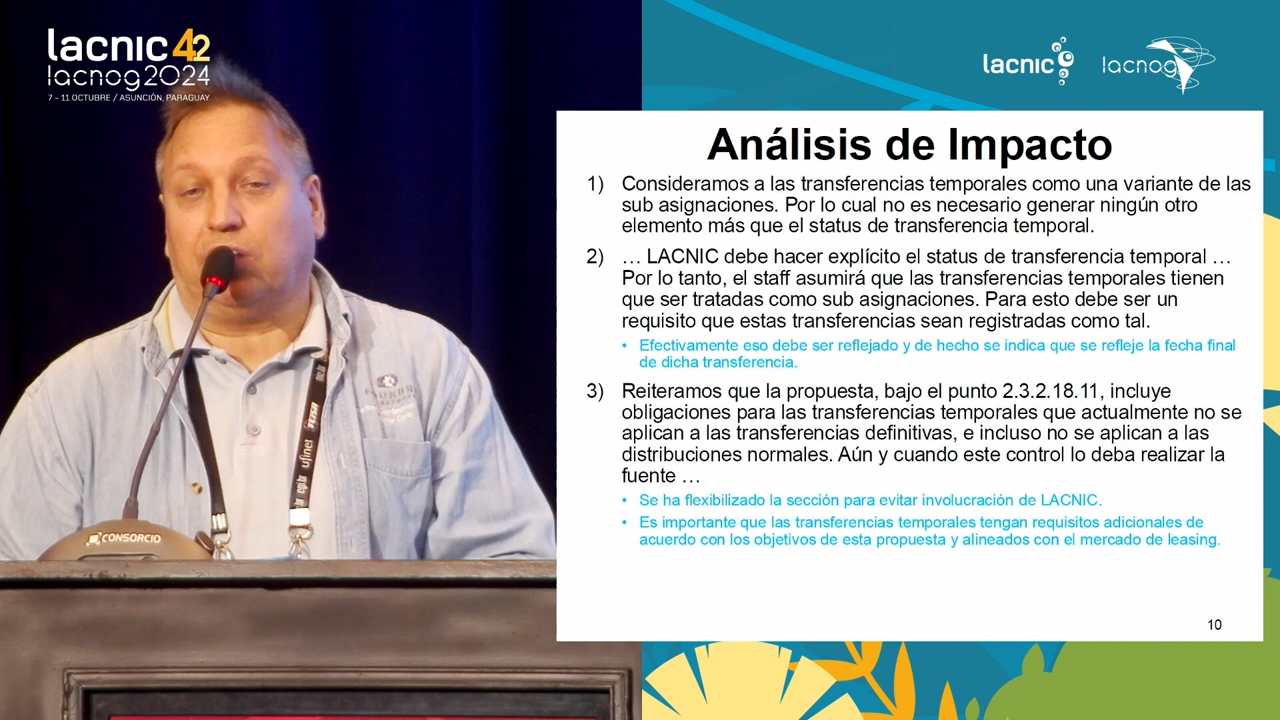 lacnic 42
lacnog2024
7 - 11 OCTUBRE / ASUNCIÓN, PARAGUAY
lacnic
lacnog
Análisis de Impacto
1) Consideramos a las transferencias temporales como una variante de las
sub asignaciones. Por lo cual no es necesario generar ningún otro
elemento más que el status de transferencia temporal.
2) … LACNIC debe hacer explícito el status de transferencia temporal …
Por lo tanto, el staff asumirá que las transferencias temporales tienen
que ser tratadas como sub asignaciones. Para esto debe ser un
requisito que estas transferencias sean registradas como tal.
• Efectivamente eso debe ser reflejado y de hecho se indica que se refleje la fecha final
de dicha transferencia.
3) Reiteramos que la propuesta, bajo el punto 2.3.2.18.11, incluye
obligaciones para las transferencias temporales que actualmente no se
aplican a las transferencias definitivas, e incluso no se aplican a las
distribuciones normales. Aún y cuando este control lo deba realizar la
fuente …
• Se ha flexibilizado la sección para evitar involucración de LACNIC.
• Es importante que las transferencias temporales tengan requisitos adicionales de
acuerdo con los objetivos de esta propuesta y alineados con el mercado de leasing.
10
ufinet
CONSORCIO